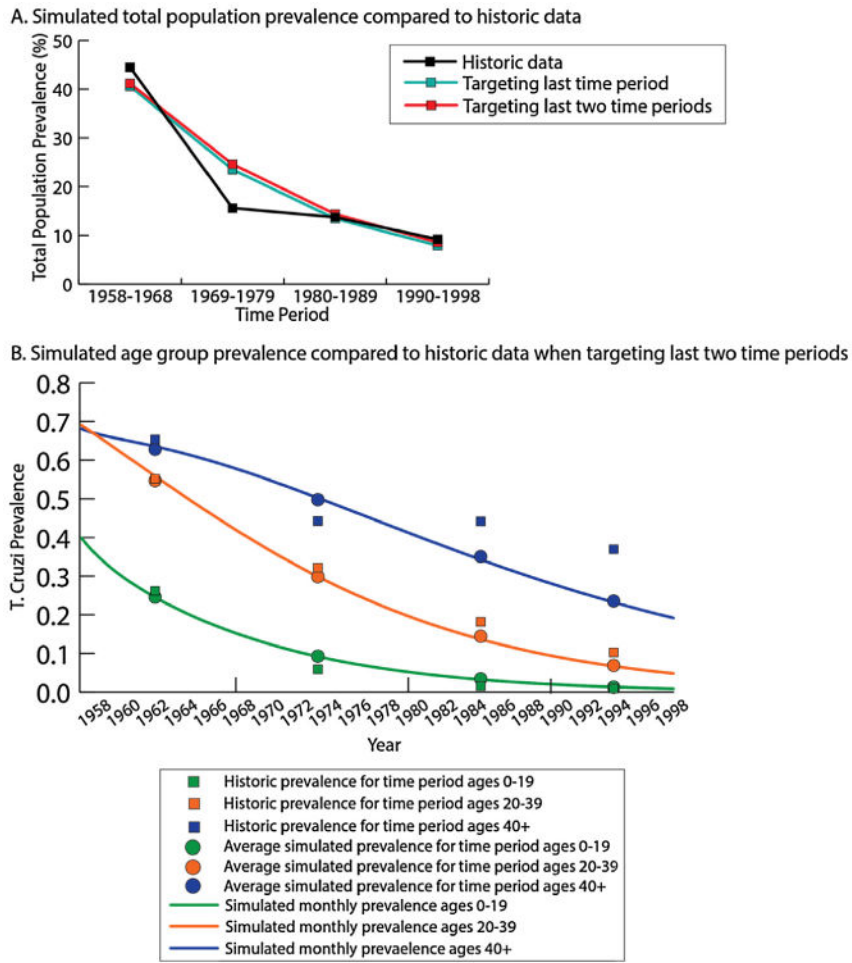 A. Simulated total population prevalence compared to historic data
Total Population Prevalence (%)
50
40
30
20
10
0
Historic data
Targeting last time period
Targeting last two time periods
1958-1968 1969-1979 1980-1989 1990-1998
Time Period
B. Simulated age group prevalence compared to historic data when targeting last two time periods
T. Cruzi Prevalence
0.8
0.7
0.6
0.5
0.4
0.3
0.2
0.1
0.0
1958 1960 1962 1964 1966 1968 1970 1972 1974 1976 1978 1980 1982 1984 1986 1988 1990 1992 1994 1996 1998
Year
Historic prevalence for time period ages 0-19
Historic prevalence for time period ages 20-39
Historic prevalence for time period ages 40+
Average simulated prevalence for time period ages 0-19
Average simulated prevalence for time period ages 20-39
Average simulated prevalence for time period ages 40+
Simulated monthly prevalence ages 0-19
Simulated monthly prevalence ages 20-39
Simulated monthly prevaelence ages 40+